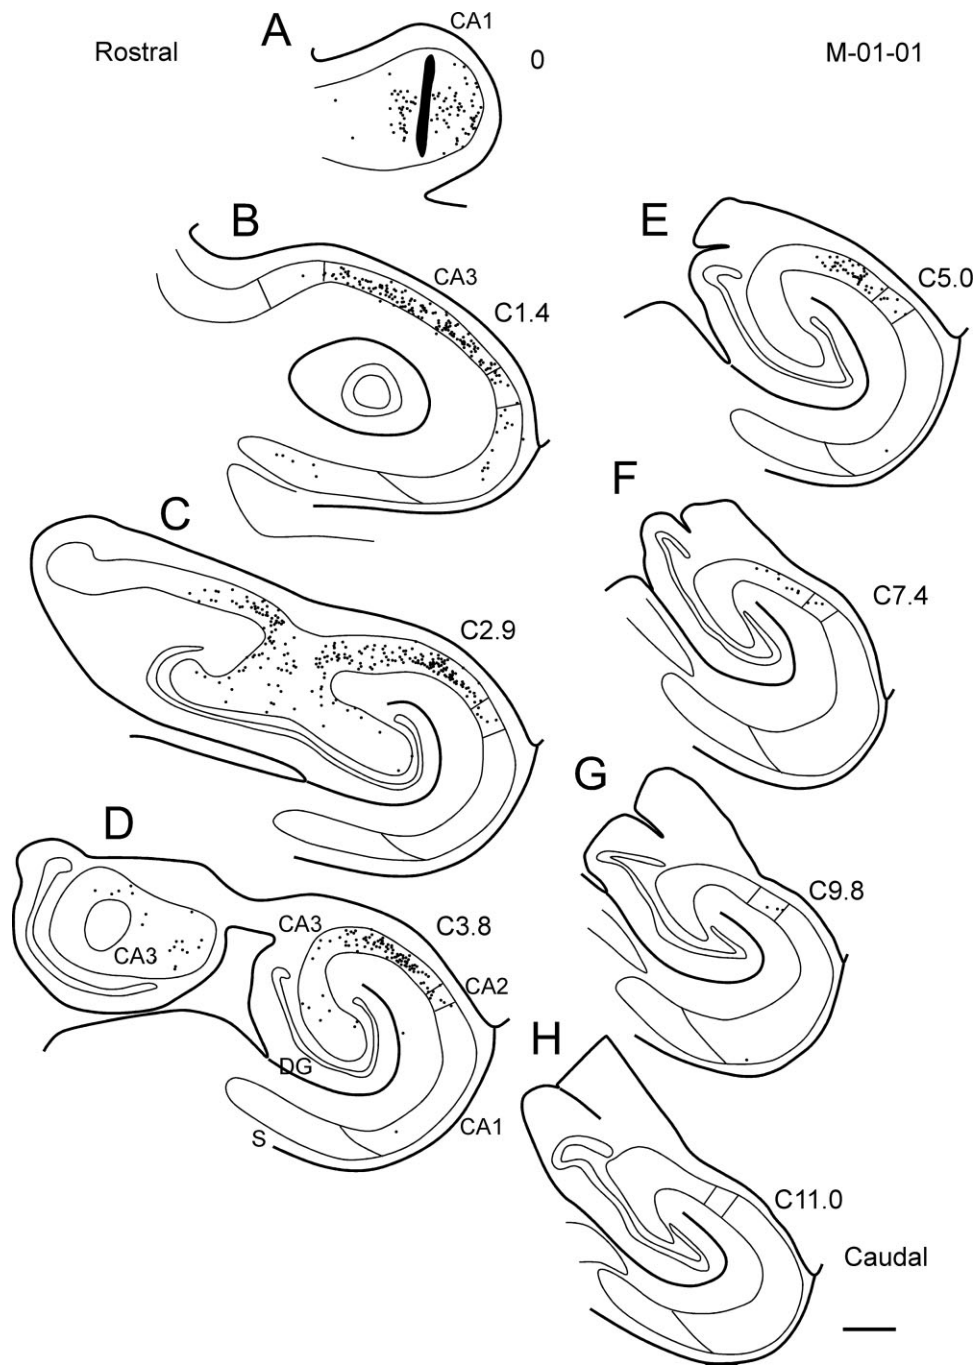 A
CA1
Rostral
0
M-01-01
B
CA3
C1.4
E
C5.0
C
C2.9
F
C7.4
D
CA3
CA3
C3.8
CA2
DG
S
CA1
G
C9.8
H
C11.0
Caudal